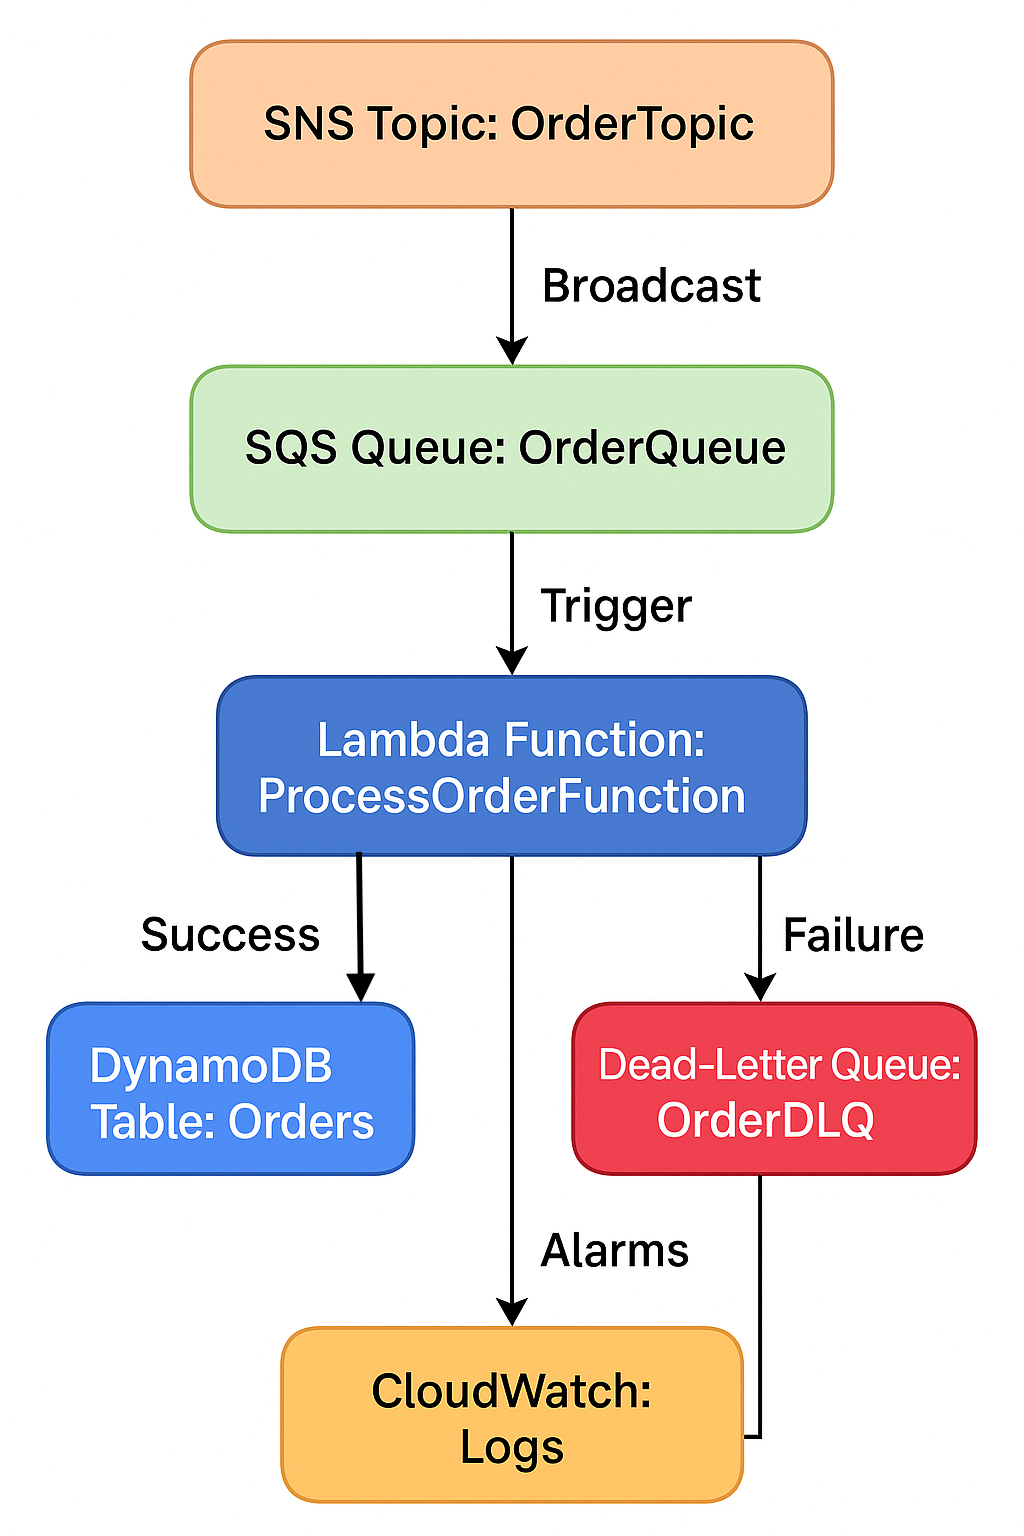 SNS Topic: OrderTopic
Broadcast
SQS Queue: OrderQueue
Trigger
Lambda Function:
ProcessOrderFunction
Success
Failure
DynamoDB
Table: Orders
Dead-Letter Queue:
OrderDLQ
Alarms
CloudWatch:
Logs